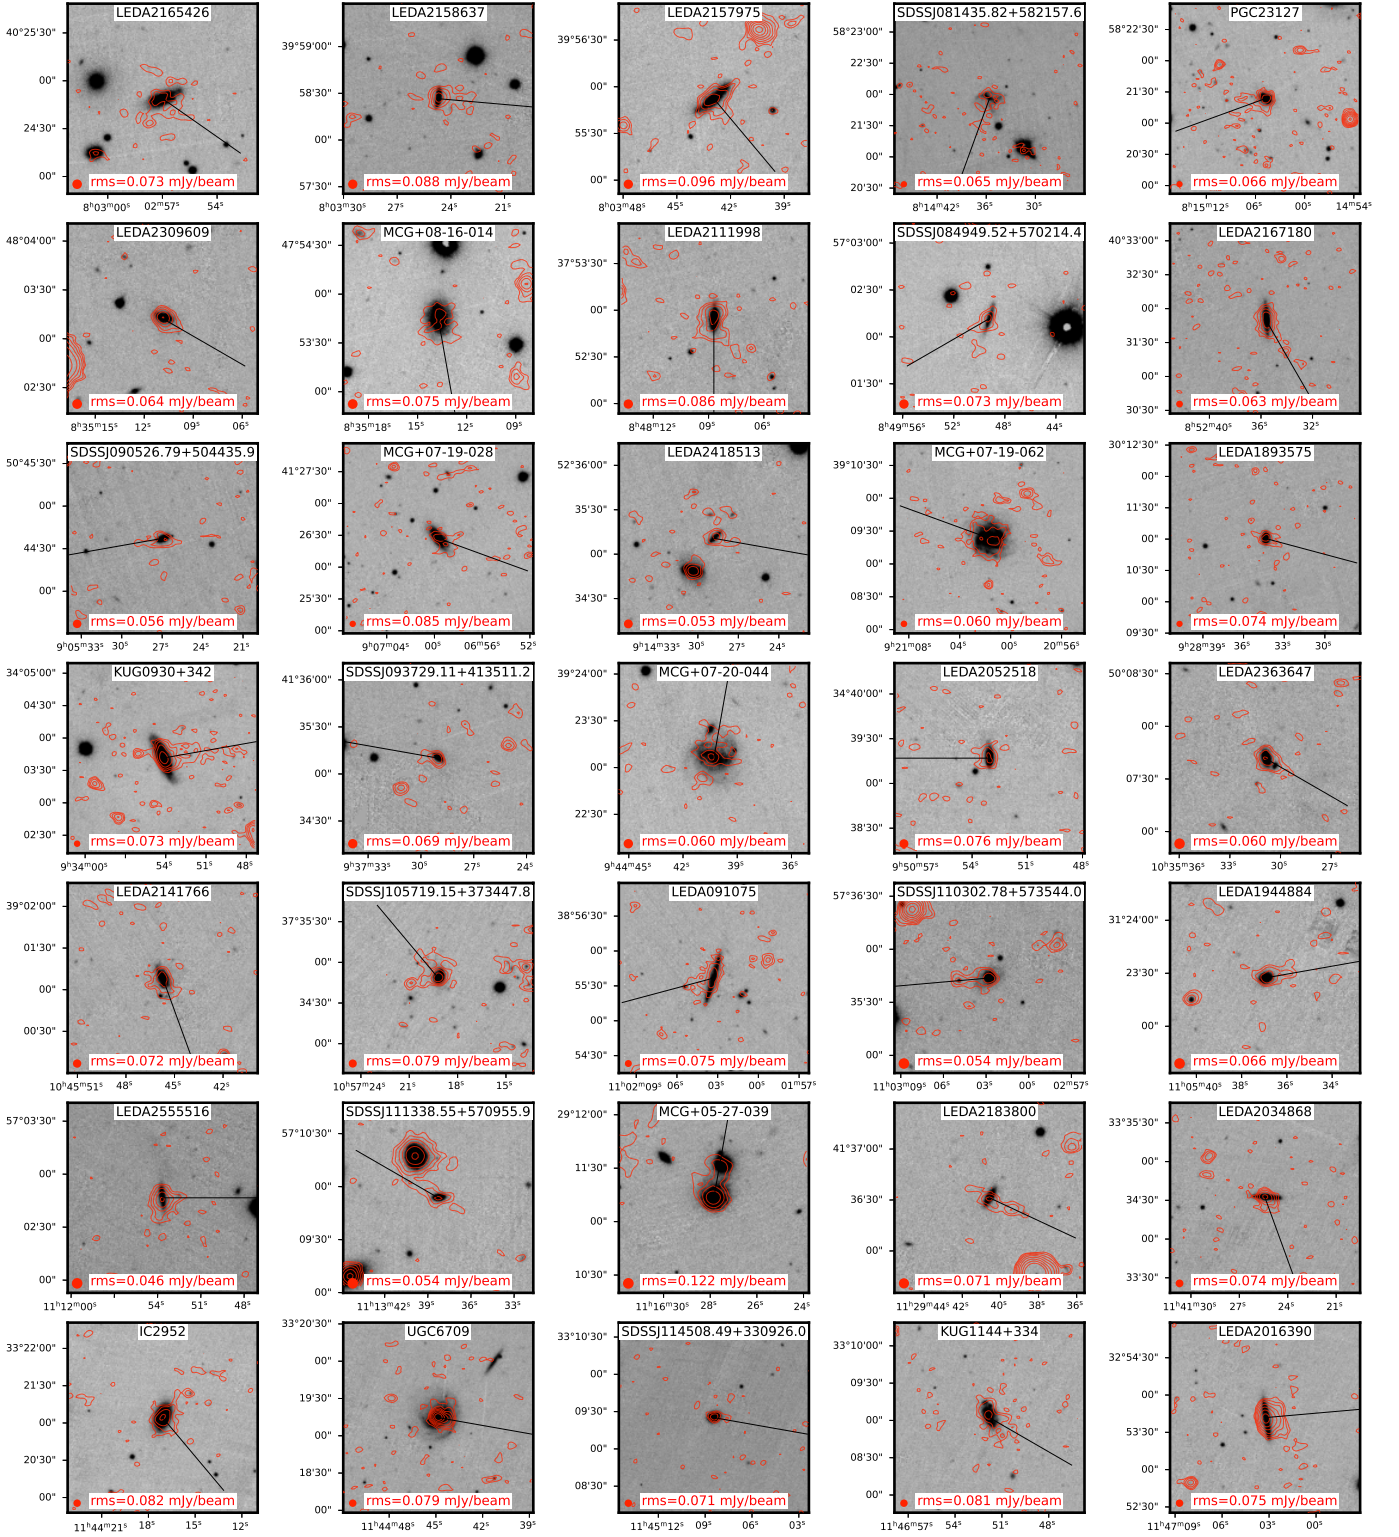 LEDA2165426
40°25'30"
00"
24'30"
00"
rms=0.073 mJy/beam
8ʰ03ᵐ00ˢ 02ᵐ57ˢ 54ˢ
LEDA2158637
39°59'00"
58'30"
00"
57'30"
rms=0.088 mJy/beam
8ʰ03ᵐ30ˢ 27ˢ 24ˢ 21ˢ
LEDA2157975
39°56'30"
00"
55'30"
00"
rms=0.096 mJy/beam
8ʰ03ᵐ48ˢ 45ˢ 42ˢ 39ˢ
SDSSJ081435.82+582157.6
58°23'00"
22'30"
00"
21'30"
00"
20'30"
rms=0.065 mJy/beam
8ʰ14ᵐ42ˢ 36ˢ 30ˢ
PGC23127
58°22'30"
00"
21'30"
00"
20'30"
00"
rms=0.066 mJy/beam
8ʰ15ᵐ12ˢ 06ˢ 00ˢ 14ᵐ54ˢ
LEDA2309609
48°04'00"
03'30"
00"
02'30"
rms=0.064 mJy/beam
8ʰ35ᵐ15ˢ 12ˢ 09ˢ 06ˢ
MCG+08-16-014
47°54'30"
00"
53'30"
00"
rms=0.075 mJy/beam
8ʰ35ᵐ18ˢ 15ˢ 12ˢ 09ˢ
LEDA2111998
37°53'30"
00"
52'30"
00"
rms=0.086 mJy/beam
8ʰ48ᵐ12ˢ 09ˢ 06ˢ
SDSSJ084949.52+570214.4
57°03'00"
02'30"
00"
01'30"
rms=0.073 mJy/beam
8ʰ49ᵐ56ˢ 52ˢ 48ˢ 44ˢ
LEDA2167180
40°33'00"
32'30"
00"
31'30"
00"
30'30"
rms=0.063 mJy/beam
8ʰ52ᵐ40ˢ 36ˢ 32ˢ
SDSSJ090526.79+504435.9
50°45'30"
00"
44'30"
00"
rms=0.056 mJy/beam
9ʰ05ᵐ33ˢ 30ˢ 27ˢ 24ˢ 21ˢ
MCG+07-19-028
41°27'30"
00"
26'30"
00"
25'30"
00"
rms=0.085 mJy/beam
9ʰ07ᵐ04ˢ 00ˢ 06ᵐ56ˢ 52ˢ
LEDA2418513
52°36'00"
35'30"
00"
34'30"
rms=0.053 mJy/beam
9ʰ14ᵐ33ˢ 30ˢ 27ˢ 24ˢ
MCG+07-19-062
39°10'30"
00"
09'30"
00"
08'30"
00"
rms=0.060 mJy/beam
9ʰ21ᵐ08ˢ 04ˢ 00ˢ 20ᵐ56ˢ
LEDA1893575
30°12'30"
00"
11'30"
00"
10'30"
00"
09'30"
rms=0.074 mJy/beam
9ʰ28ᵐ39ˢ 36ˢ 33ˢ 30ˢ
KUG0930+342
34°05'00"
04'30"
00"
03'30"
00"
02'30"
rms=0.073 mJy/beam
9ʰ34ᵐ00ˢ 54ˢ 51ˢ 48ˢ
SDSSJ093729.11+413511.2
41°36'00"
35'30"
00"
34'30"
rms=0.069 mJy/beam
9ʰ37ᵐ33ˢ 30ˢ 27ˢ 24ˢ
MCG+07-20-044
39°24'00"
23'30"
00"
22'30"
rms=0.060 mJy/beam
9ʰ44ᵐ45ˢ 42ˢ 39ˢ 36ˢ
LEDA2052518
34°40'00"
39'30"
00"
38'30"
rms=0.076 mJy/beam
9ʰ50ᵐ57ˢ 54ˢ 51ˢ 48ˢ
LEDA2363647
50°08'30"
00"
07'30"
00"
rms=0.060 mJy/beam
10ʰ35ᵐ36ˢ 33ˢ 30ˢ 27ˢ
LEDA2141766
39°02'00"
01'30"
00"
00'30"
rms=0.072 mJy/beam
10ʰ45ᵐ51ˢ 48ˢ 45ˢ 42ˢ
SDSSJ105719.15+373447.8
37°35'30"
00"
34'30"
00"
rms=0.079 mJy/beam
10ʰ57ᵐ24ˢ 21ˢ 18ˢ 15ˢ
LEDA091075
38°56'30"
00"
55'30"
00"
54'30"
rms=0.075 mJy/beam
11ʰ02ᵐ09ˢ 06ˢ 03ˢ 00ˢ 01ᵐ57ˢ
SDSSJ110302.78+573544.0
57°36'30"
00"
35'30"
00"
rms=0.054 mJy/beam
11ʰ03ᵐ09ˢ 06ˢ 03ˢ 00ˢ 02ᵐ57ˢ
LEDA1944884
31°24'00"
23'30"
00"
rms=0.066 mJy/beam
11ʰ05ᵐ40ˢ 38ˢ 36ˢ 34ˢ
LEDA2555516
57°03'30"
00"
02'30"
00"
rms=0.046 mJy/beam
11ʰ12ᵐ00ˢ 54ˢ 51ˢ 48ˢ
SDSSJ111338.55+570955.9
57°10'30"
00"
09'30"
00"
rms=0.054 mJy/beam
11ʰ13ᵐ42ˢ 39ˢ 36ˢ 33ˢ
MCG+05-27-039
29°12'00"
11'30"
00"
10'30"
rms=0.122 mJy/beam
11ʰ16ᵐ30ˢ 28ˢ 26ˢ 24ˢ
LEDA2183800
41°37'00"
36'30"
00"
rms=0.071 mJy/beam
11ʰ29ᵐ44ˢ 42ˢ 40ˢ 38ˢ 36ˢ
LEDA2034868
33°35'30"
00"
34'30"
00"
33'30"
rms=0.074 mJy/beam
11ʰ41ᵐ30ˢ 27ˢ 24ˢ 21ˢ
IC2952
33°22'00"
21'30"
00"
20'30"
00"
rms=0.082 mJy/beam
11ʰ44ᵐ21ˢ 18ˢ 15ˢ 12ˢ
UGC6709
33°20'30"
00"
19'30"
00"
18'30"
00"
rms=0.079 mJy/beam
11ʰ44ᵐ48ˢ 45ˢ 42ˢ 39ˢ
SDSSJ114508.49+330926.0
33°10'30"
00"
09'30"
00"
08'30"
rms=0.071 mJy/beam
11ʰ45ᵐ12ˢ 09ˢ 06ˢ 03ˢ
KUG1144+334
33°10'00"
09'30"
00"
08'30"
00"
rms=0.081 mJy/beam
11ʰ46ᵐ57ˢ 54ˢ 51ˢ 48ˢ
LEDA2016390
32°54'30"
00"
53'30"
00"
52'30"
rms=0.075 mJy/beam
11ʰ47ᵐ09ˢ 06ˢ 03ˢ 00ˢ